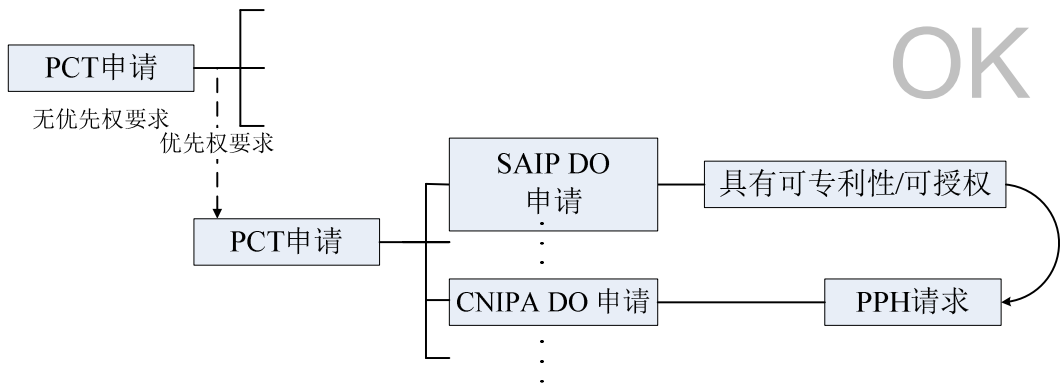 OK
PCT申请
无优先权要求
优先权要求
SAIP DO
申请
具有可专利性/可授权
PCT申请
CNIPA DO 申请
PPH请求